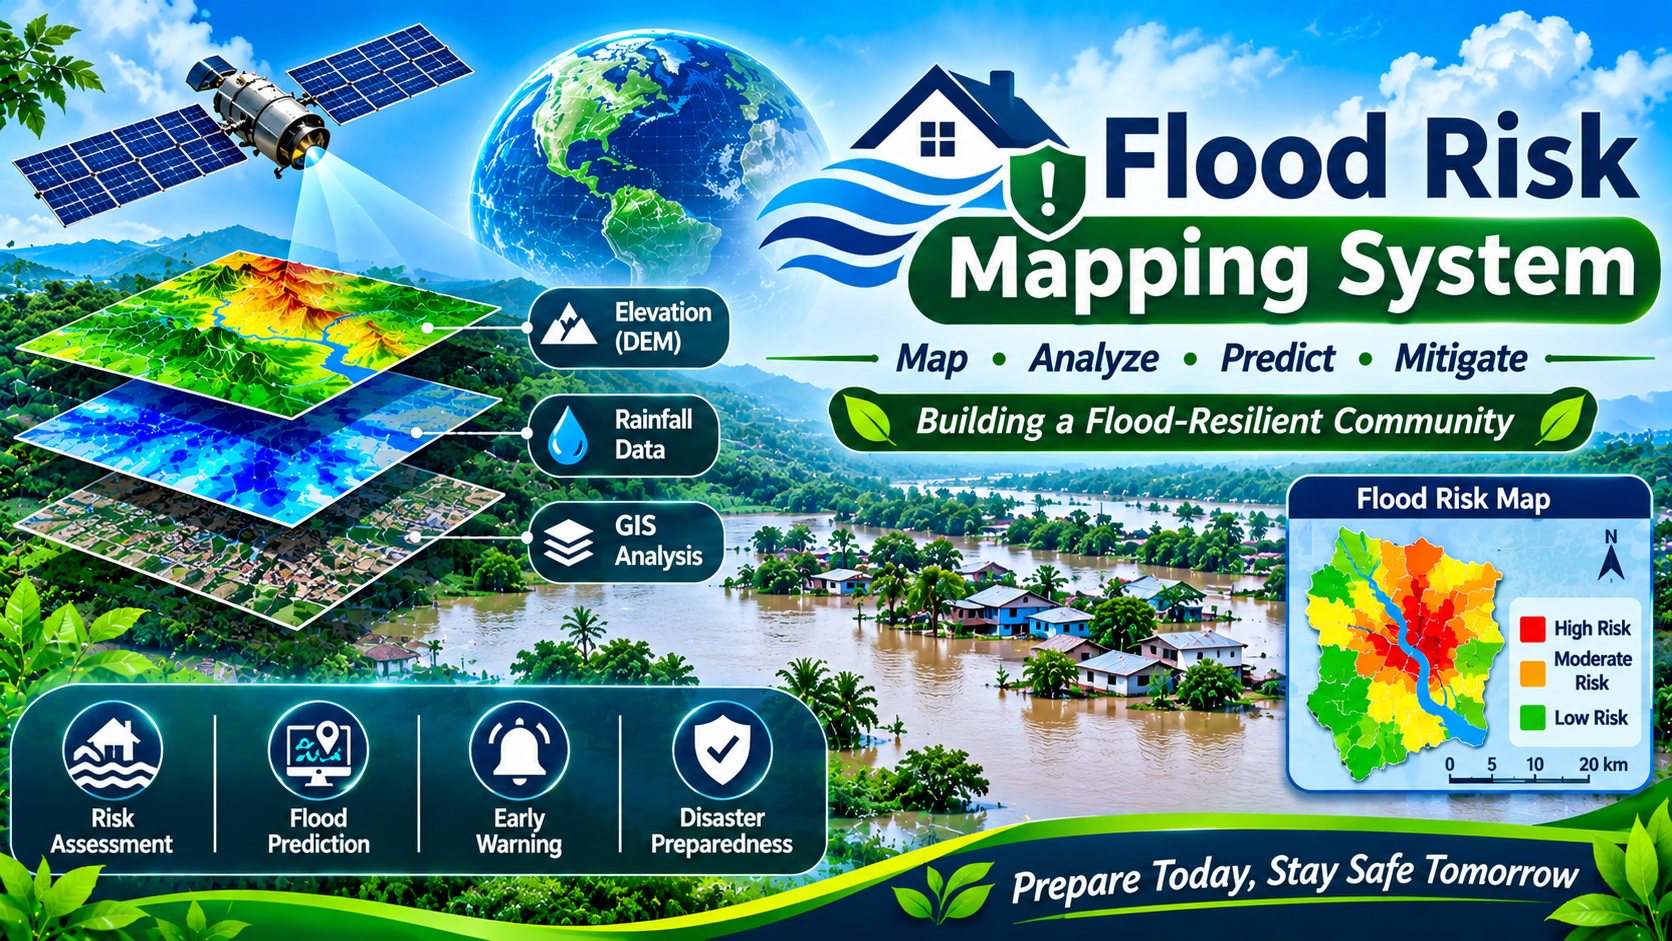 Flood Risk
Mapping System
Map • Analyze • Predict • Mitigate
Building a Flood-Resilient Community
Elevation
(DEM)
Rainfall
Data
GIS
Analysis
Flood Risk Map
N
High Risk
Moderate
Risk
Low Risk
0 5 10 20 km
Risk
Assessment
Flood
Prediction
Early
Warning
Disaster
Preparedness
Prepare Today, Stay Safe Tomorrow